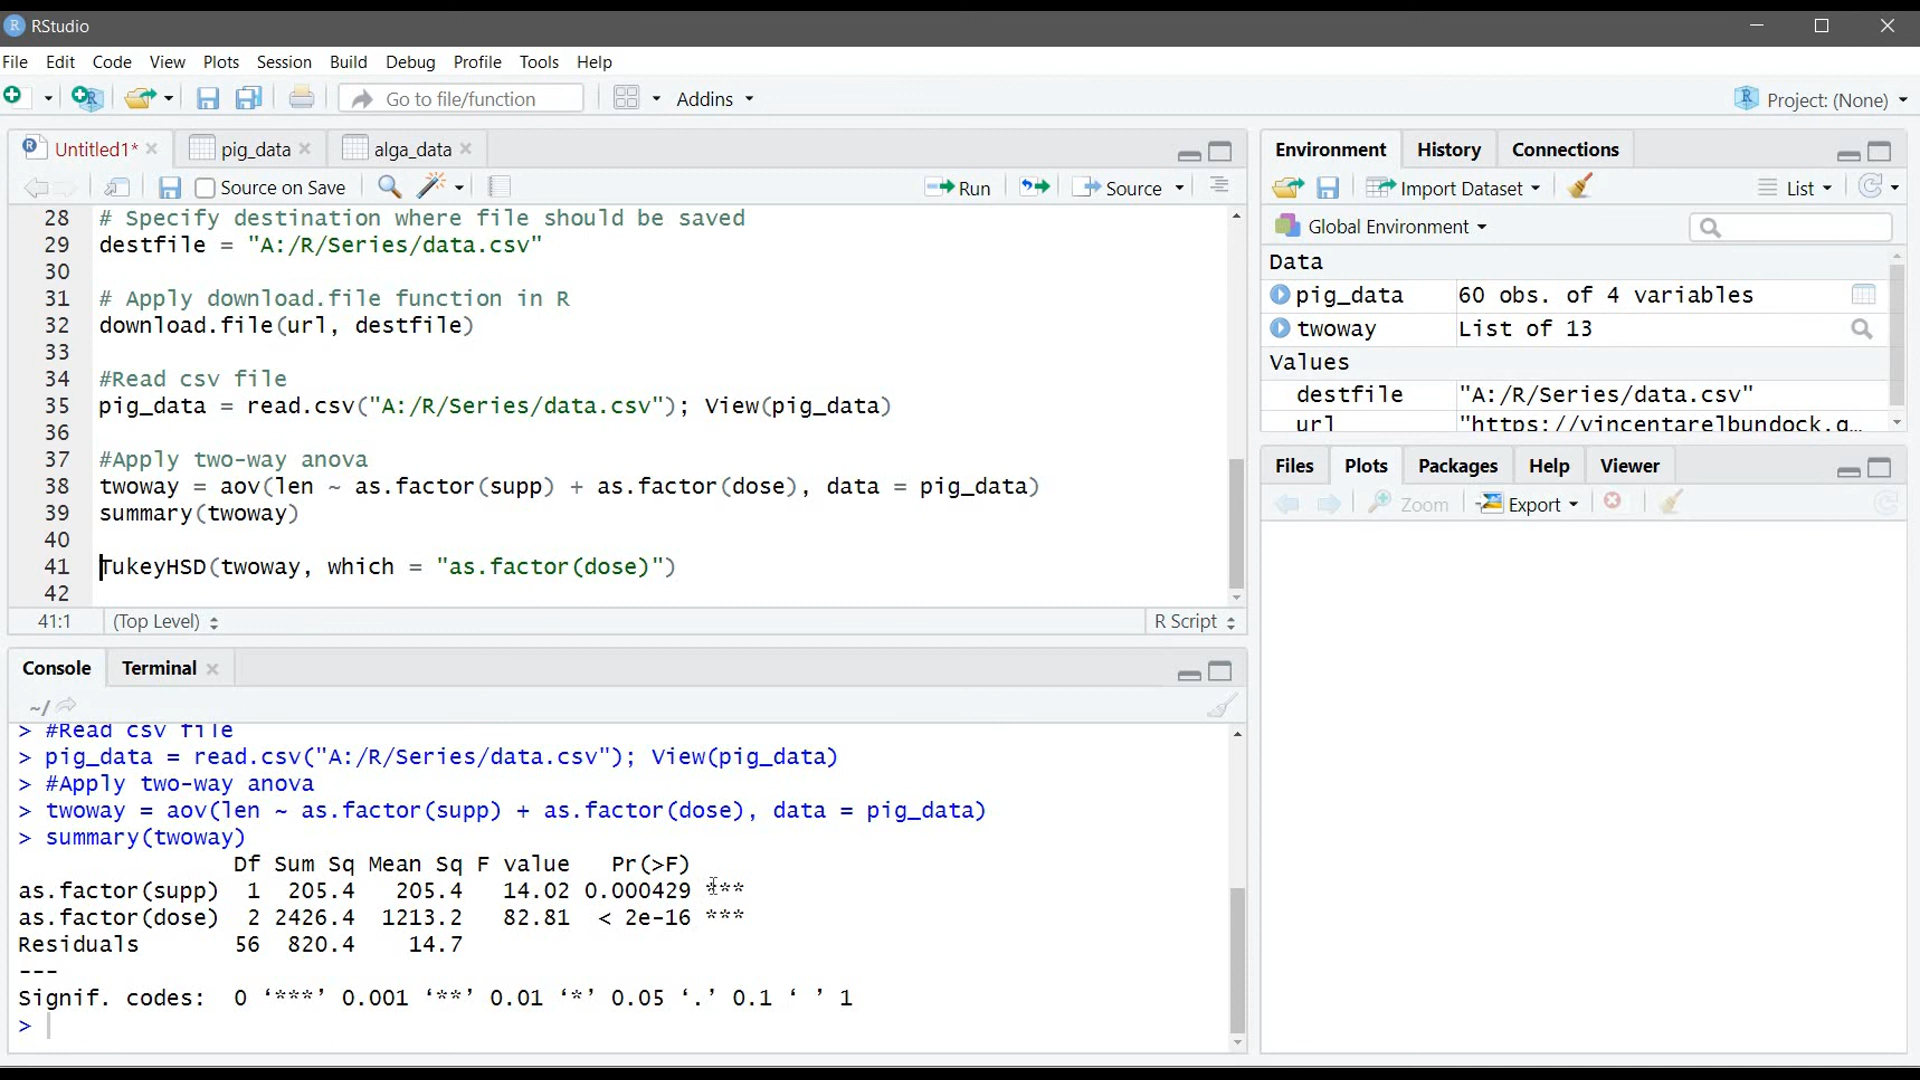 RStudio
File Edit Code View Plots Session Build Debug Profile Tools Help
Go to file/function Addins Project: (None)
Untitled1* pig_data alga_data
Source on Save Run Source
28 # Specify destination where file should be saved
29 destfile = "A:/R/Series/data.csv"
30
31 # Apply download.file function in R
32 download.file(url, destfile)
33
34 #Read csv file
35 pig_data = read.csv("A:/R/Series/data.csv"); View(pig_data)
36
37 #Apply two-way anova
38 twoway = aov(len ~ as.factor(supp) + as.factor(dose), data = pig_data)
39 summary(twoway)
40
41 TukeyHSD(twoway, which = "as.factor(dose)")
42
41:1 (Top Level) R Script
Console Terminal
~/
> #Read csv file
> pig_data = read.csv("A:/R/Series/data.csv"); View(pig_data)
> #Apply two-way anova
> twoway = aov(len ~ as.factor(supp) + as.factor(dose), data = pig_data)
> summary(twoway)
Df Sum Sq Mean Sq F value Pr(>F)
as.factor(supp) 1 205.4 205.4 14.02 0.000429 ***
as.factor(dose) 2 2426.4 1213.2 82.81 < 2e-16 ***
Residuals 56 820.4 14.7
---
Signif. codes: 0 ‘***’ 0.001 ‘**’ 0.01 ‘*’ 0.05 ‘.’ 0.1 ‘ ’ 1
>
Environment History Connections
Import Dataset List
Global Environment
Data
pig_data 60 obs. of 4 variables
twoway List of 13
Values
destfile "A:/R/Series/data.csv"
url "https://vincentarelbundock.g…
Files Plots Packages Help Viewer
Zoom Export